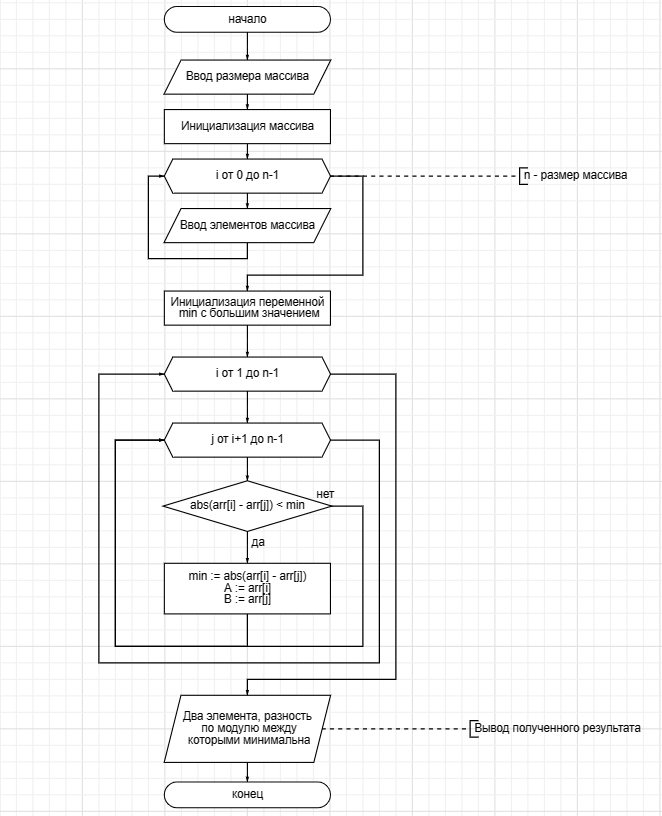 начало
Ввод размера массива
Инициализация массива
i от 0 до n-1
n - размер массива
Ввод элементов массива
Инициализация переменной
min с большим значением
i от 1 до n-1
j от i+1 до n-1
нет
abs(arr[i] - arr[j]) < min
да
min := abs(arr[i] - arr[j])
A := arr[i]
B := arr[j]
Два элемента, разность
по модулю между
которыми минимальна
Вывод полученного результата
конец